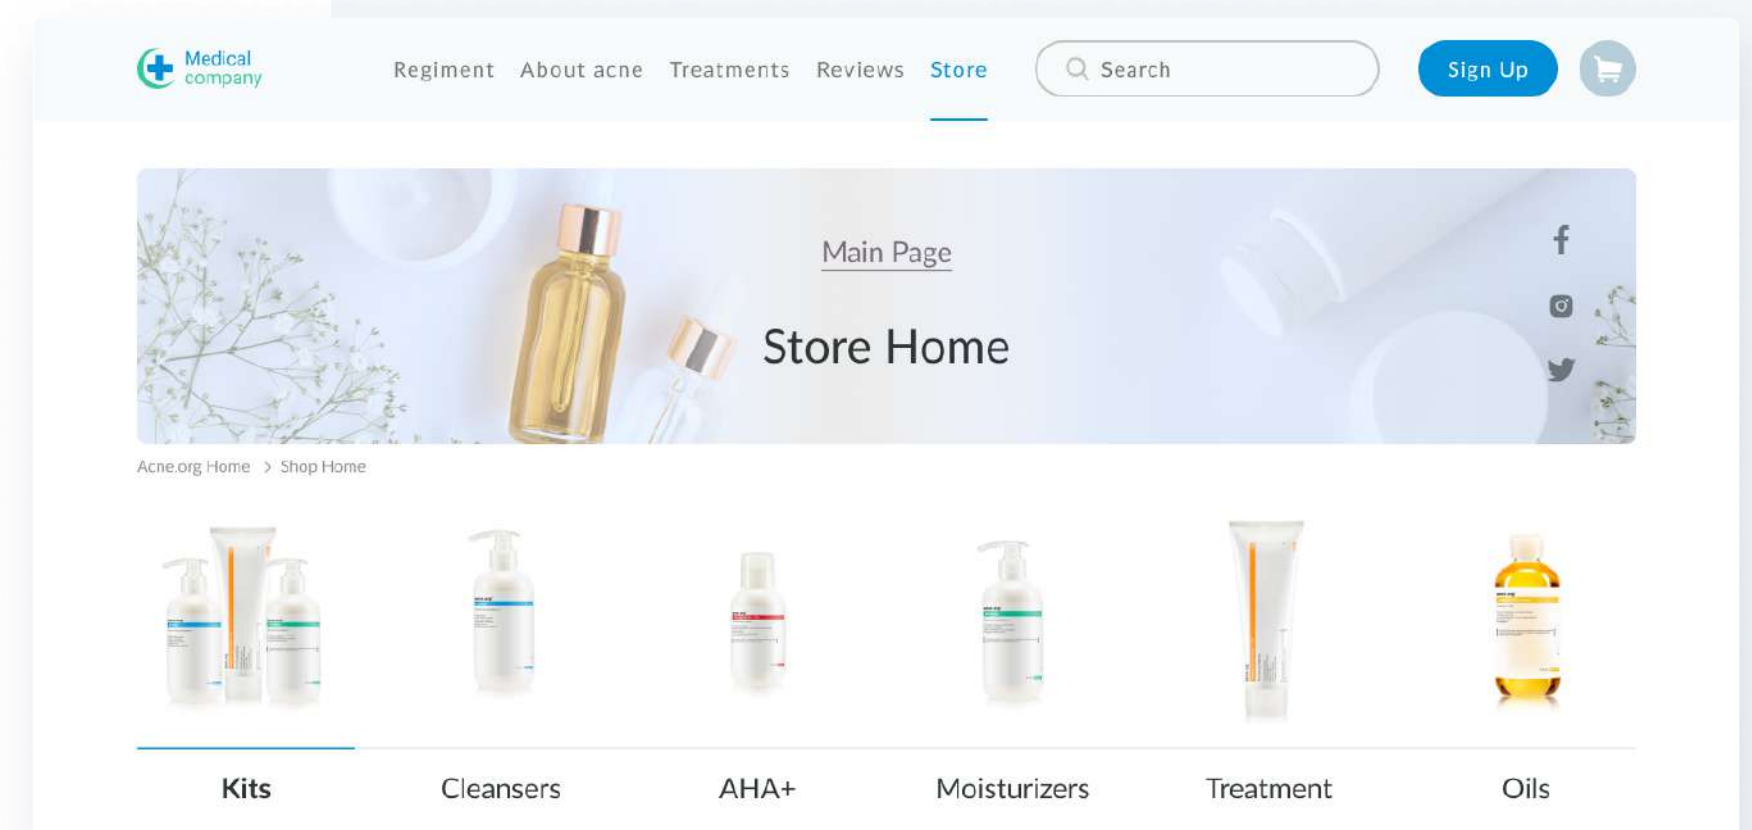 Medical
company
Regiment About acne Treatments Reviews Store Search Sign Up
Main Page
Store Home
Acne.org Home > Shop Home
Kits Cleansers AHA+ Moisturizers Treatment Oils